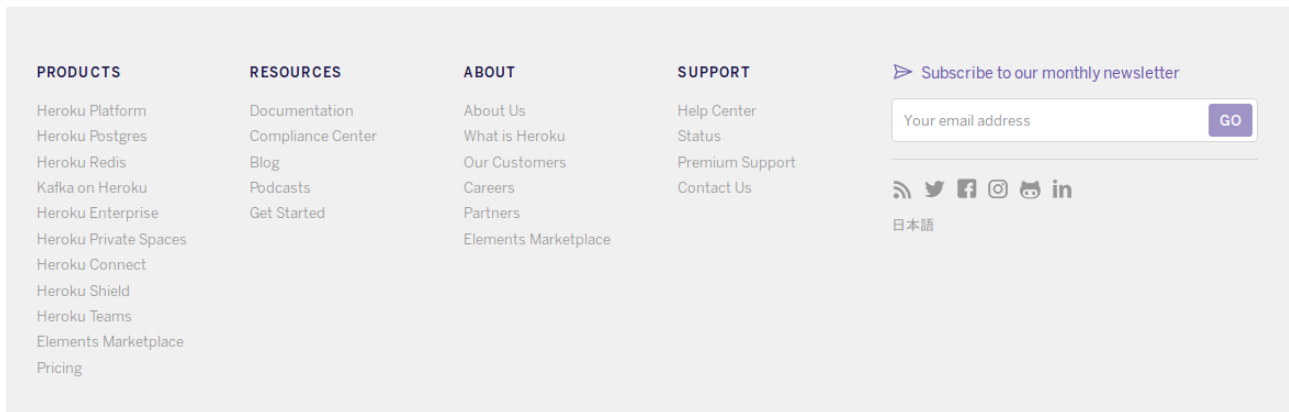 PRODUCTS
Heroku Platform
Heroku Postgres
Heroku Redis
Kafka on Heroku
Heroku Enterprise
Heroku Private Spaces
Heroku Connect
Heroku Shield
Heroku Teams
Elements Marketplace
Pricing
RESOURCES
Documentation
Compliance Center
Blog
Podcasts
Get Started
ABOUT
About Us
What is Heroku
Our Customers
Careers
Partners
Elements Marketplace
SUPPORT
Help Center
Status
Premium Support
Contact Us
Subscribe to our monthly newsletter
Your email address GO
日本語